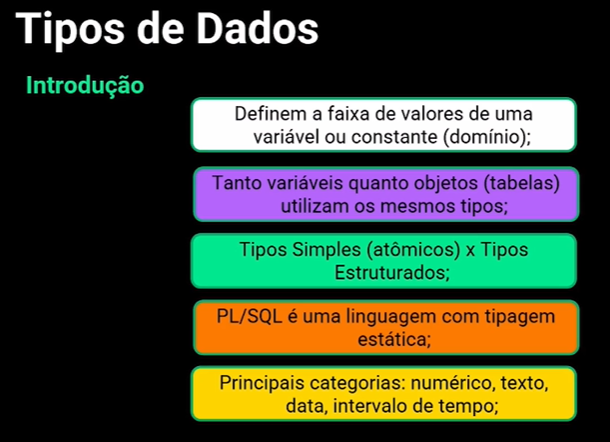 Tipos de Dados
Introdução
Definem a faixa de valores de uma
variável ou constante (domínio);
Tanto variáveis quanto objetos (tabelas)
utilizam os mesmos tipos;
Tipos Simples (atômicos) x Tipos
Estruturados;
PL/SQL é uma linguagem com tipagem
estática;
Principais categorias: numérico, texto,
data, intervalo de tempo;